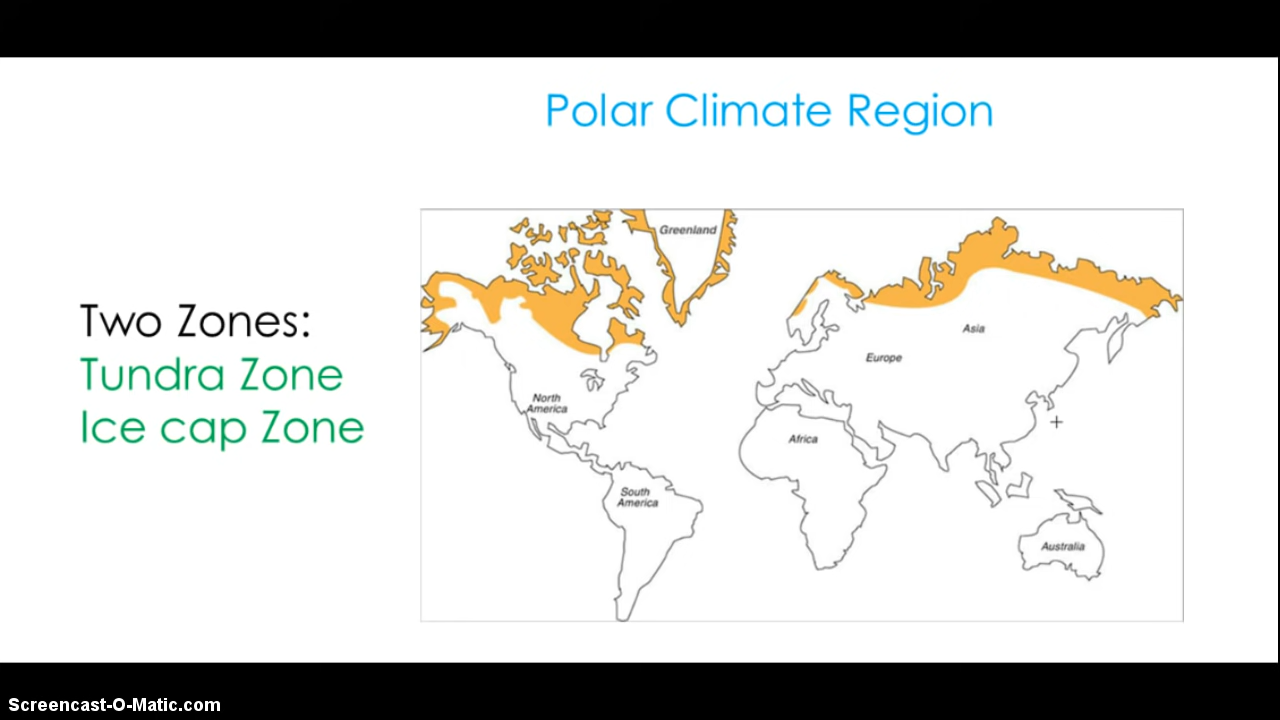 Polar Climate Region
Two Zones:
Tundra Zone
Ice cap Zone
Greenland
Asia
Europe
North
America
Africa
South
America
Australia
Screencast-O-Matic.com